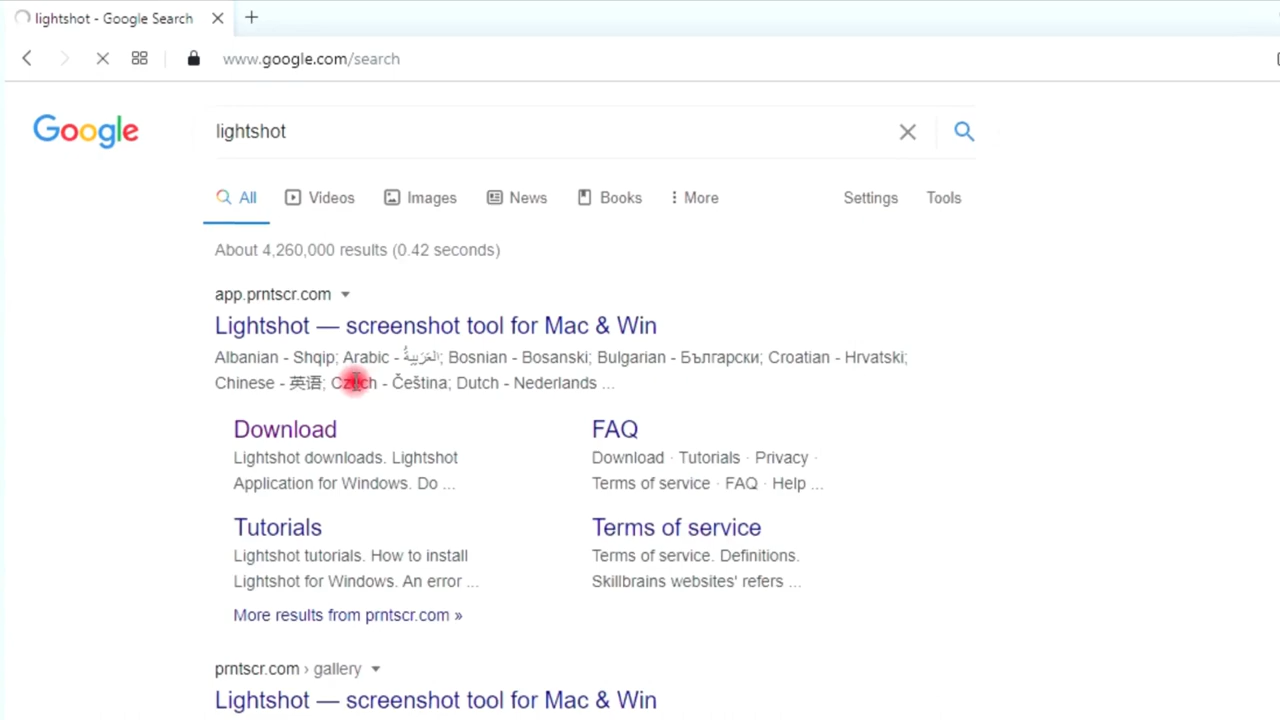 lightshot - Google Search
www.google.com/search
Google
lightshot
All Videos Images News Books More Settings Tools
About 4,260,000 results (0.42 seconds)
app.prntscr.com
Lightshot — screenshot tool for Mac & Win
Albanian - Shqip; Arabic - العَرَبِيةُ; Bosnian - Bosanski; Bulgarian - Български; Croatian - Hrvatski;
Chinese - 英语; Czech - Čeština; Dutch - Nederlands ...
Download
Lightshot downloads. Lightshot
Application for Windows. Do ...
FAQ
Download · Tutorials · Privacy ·
Terms of service · FAQ · Help ...
Tutorials
Lightshot tutorials. How to install
Lightshot for Windows. An error ...
Terms of service
Terms of service. Definitions.
Skillbrains websites' refers ...
More results from prntscr.com »
prntscr.com › gallery
Lightshot — screenshot tool for Mac & Win